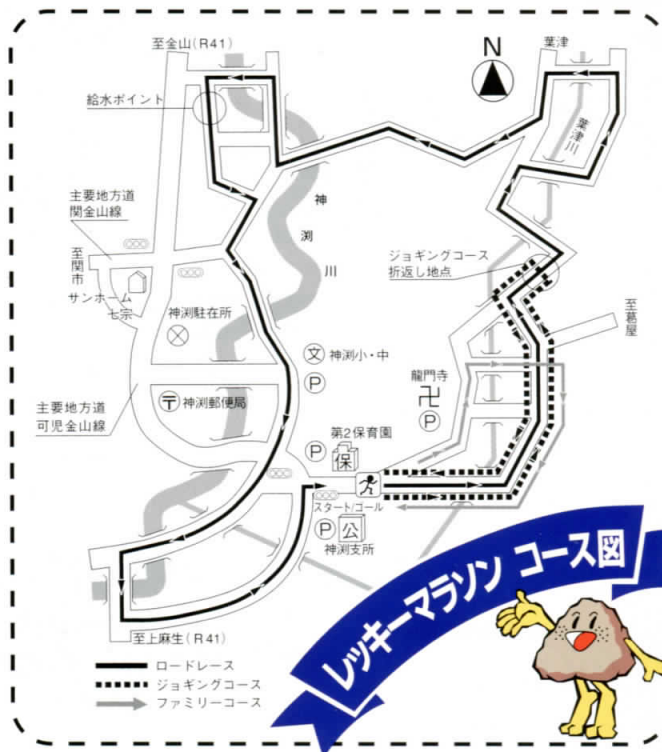 至金山(R41)
N
葉津
給水ポイント
葉津川
主要地方道
関金山線
神渕川
ジョギングコース
折返し地点
至関市
サンホーム
七宗
至葛屋
神渕駐在所
文 神渕小・中
P
龍門寺
卍
P
〒 神渕郵便局
主要地方道
可児金山線
第2保育園
P
保
スタート/ゴール
P 公
神渕支所
至上麻生(R41)
ロードレース
ジョギングコース
ファミリーコース
レッキーマラソン コース図